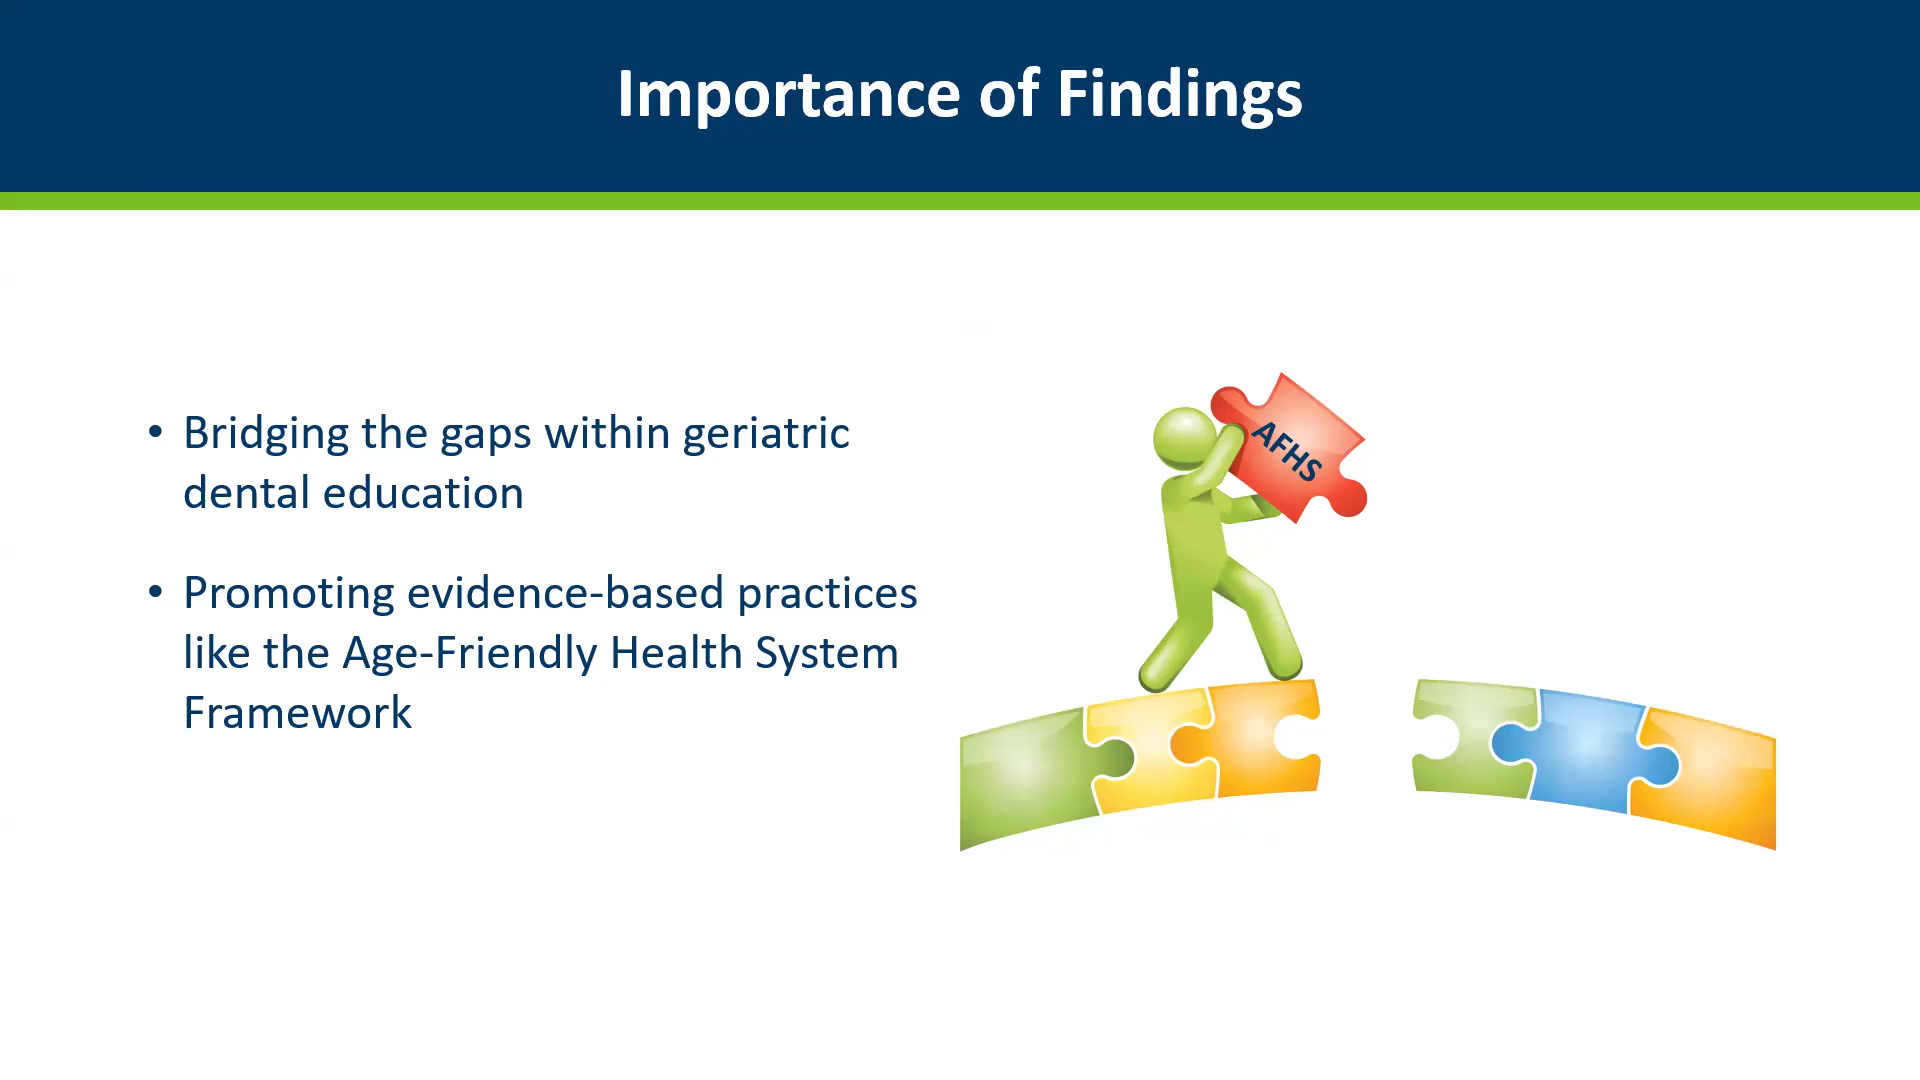 Importance of Findings
• Bridging the gaps within geriatric
dental education
• Promoting evidence-based practices
like the Age-Friendly Health System
Framework
AFHS